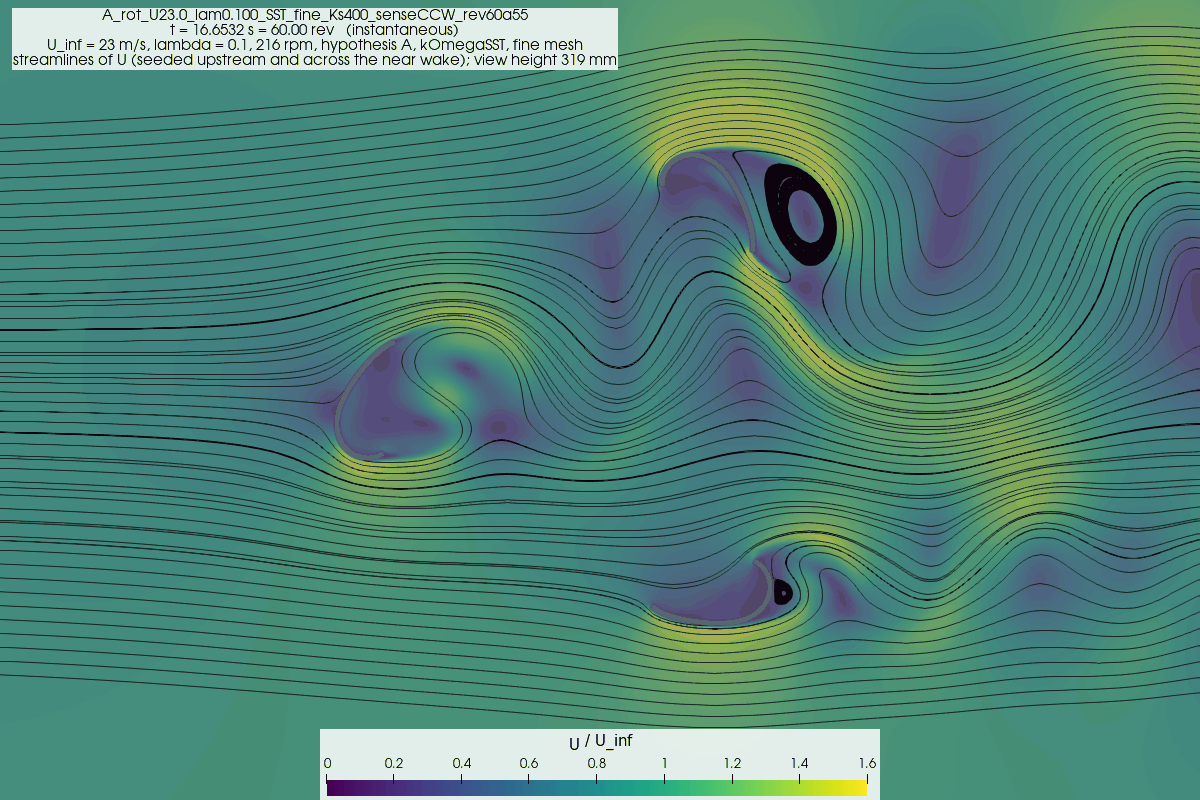 A_rot_U23.0_lam0.100_SST_fine_Ks400_senseCCW_rev60a55
t = 16.6532 s = 60.00 rev (instantaneous)
U_inf = 23 m/s, lambda = 0.1, 216 rpm, hypothesis A, kOmegaSST, fine mesh
streamlines of U (seeded upstream and across the near wake); view height 319 mm
U / U_inf
0 0.2 0.4 0.6 0.8 1 1.2 1.4 1.6